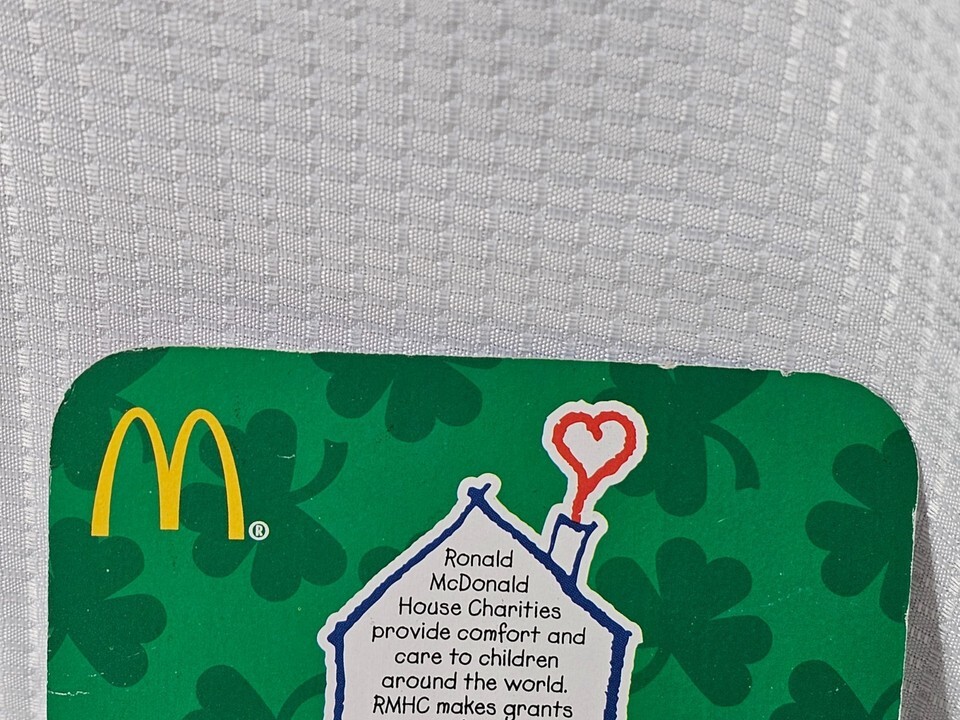 M®
Ronald
McDonald
House Charities
provide comfort and
care to children
around the world.
RMHC makes grants